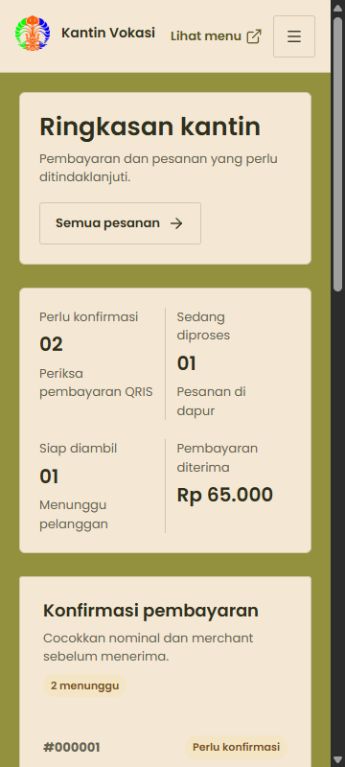 Kantin Vokasi
Lihat menu
Ringkasan kantin
Pembayaran dan pesanan yang perlu
ditindaklanjuti.
Semua pesanan
Perlu konfirmasi
02
Periksa
pembayaran QRIS
Sedang
diproses
01
Pesanan di
dapur
Siap diambil
01
Menunggu
pelanggan
Pembayaran
diterima
Rp 65.000
Konfirmasi pembayaran
Cocokkan nominal dan merchant
sebelum menerima.
2 menunggu
#000001
Perlu konfirmasi